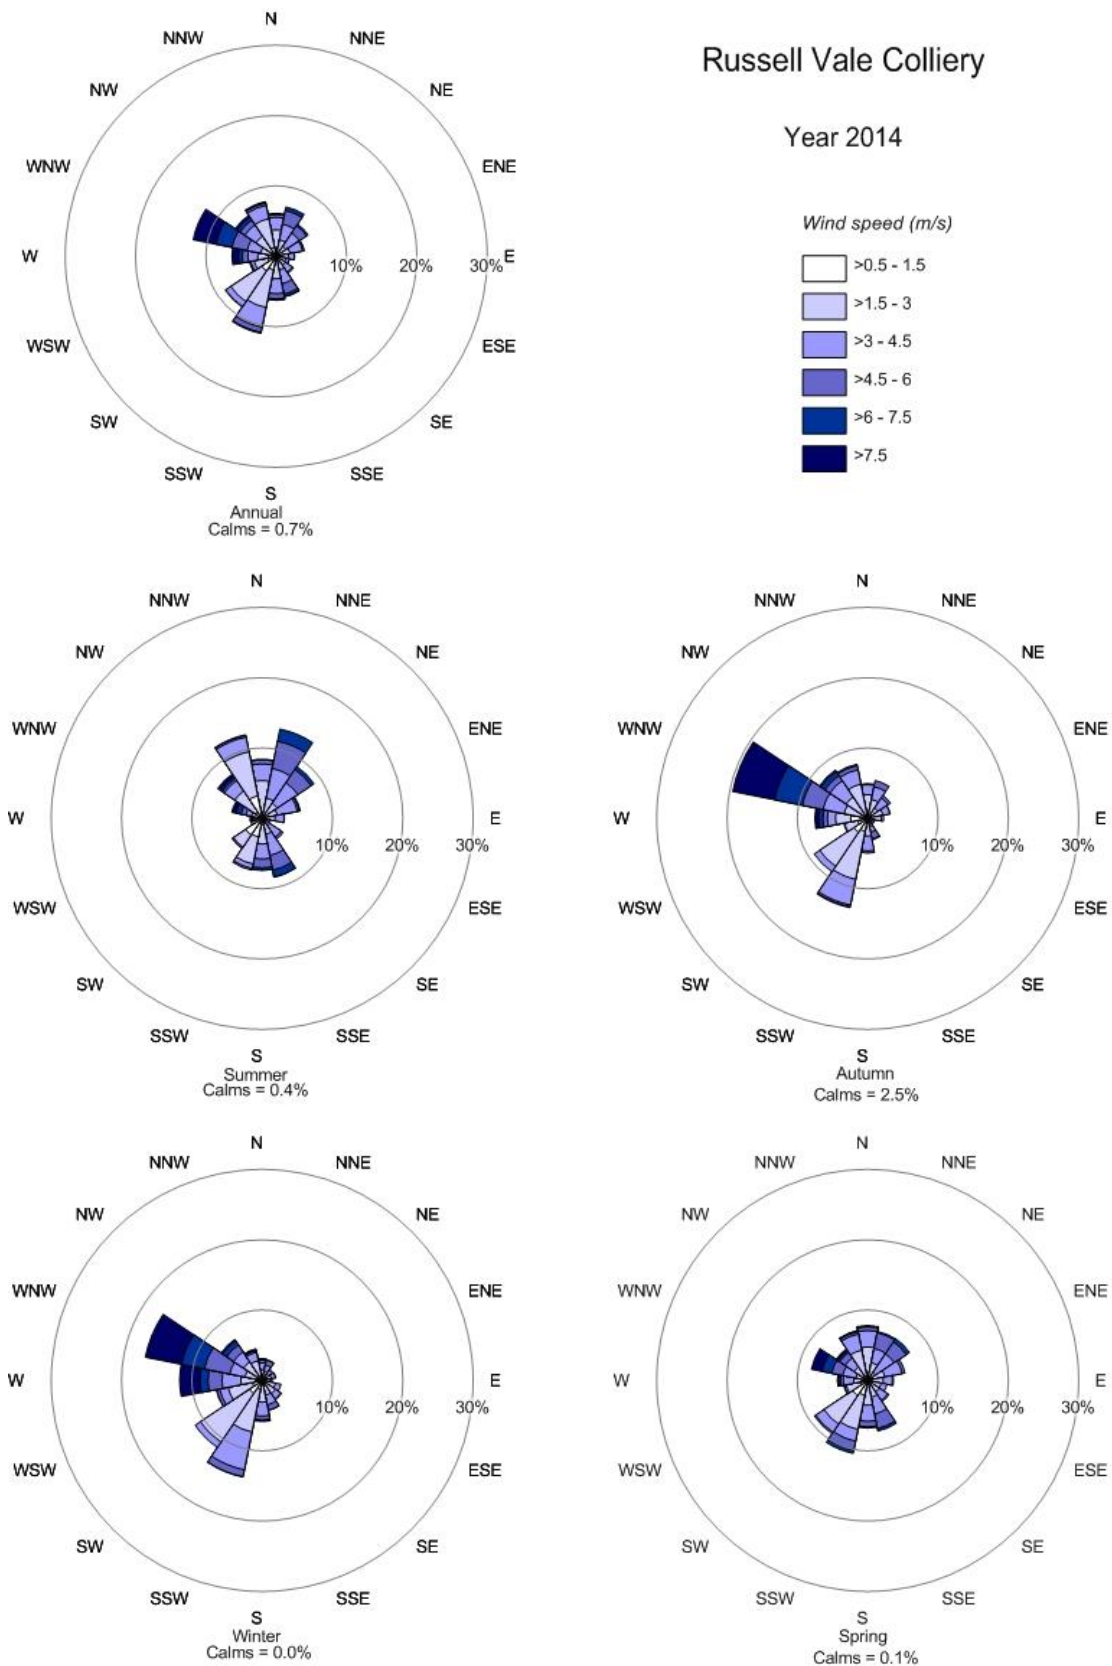 N
NNW NNE
NW NE
WNW ENE
W 10% 20% 30% E
WSW ESE
SW SE
SSW SSE
S
Annual
Calms = 0.7%
Russell Vale Colliery
Year 2014
Wind speed (m/s)
>0.5 - 1.5
>1.5 - 3
>3 - 4.5
>4.5 - 6
>6 - 7.5
>7.5
N
NNW NNE
NW NE
WNW ENE
W E
10% 20% 30%
WSW ESE
SW SE
SSW SSE
S
Summer
Calms = 0.4%
N
NNW NNE
NW NE
WNW ENE
W E
10% 20% 30%
WSW ESE
SW SE
SSW SSE
S
Autumn
Calms = 2.5%
N
NNW NNE
NW NE
WNW ENE
W E
10% 20% 30%
WSW ESE
SW SE
SSW SSE
S
Winter
Calms = 0.0%
N
NNW NNE
NW NE
WNW ENE
W E
10% 20% 30%
WSW ESE
SW SE
SSW SSE
S
Spring
Calms = 0.1%